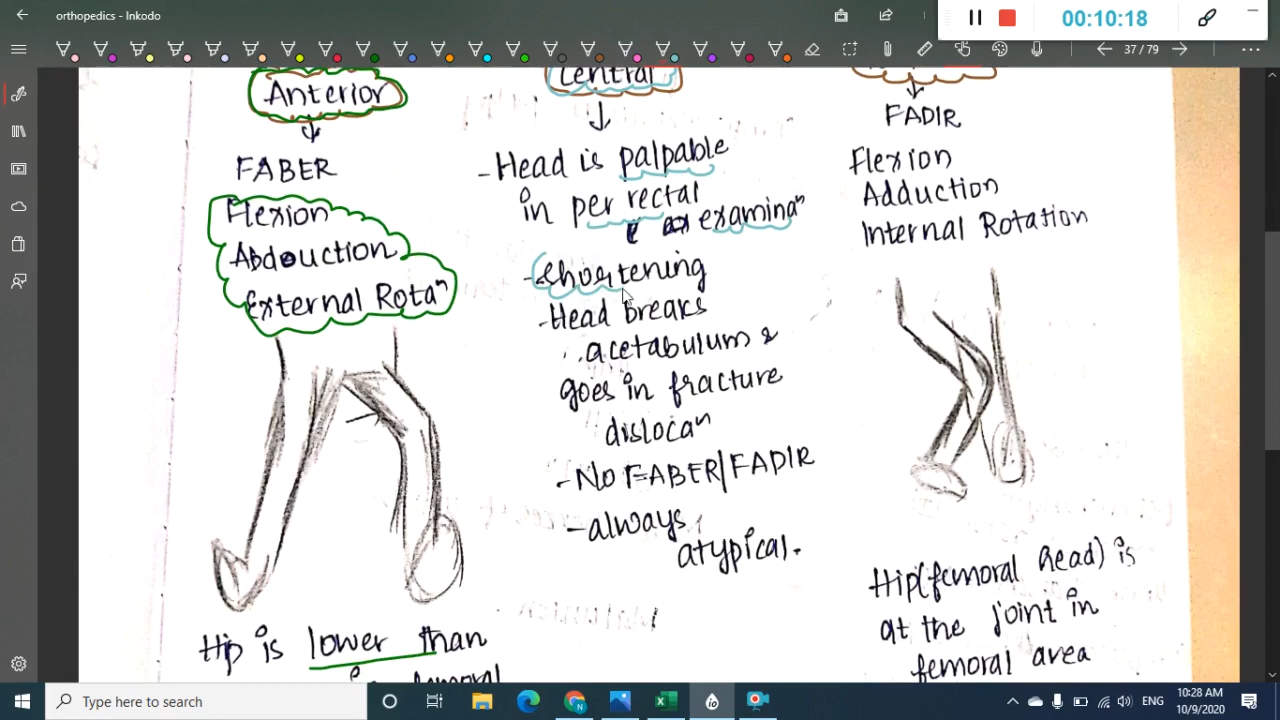 orthopedics - Inkodo
00:10:18
37 / 79
Anterior
FABER
Flexion
Abduction
External Rotaⁿ
Hip is lower than
femoral
Central
- Head is palpable
in per rectal
examinaⁿ
- Shortening
- Head breaks
acetabulum &
goes in fracture
dislocaⁿ
- No FABER/FADIR
- always
atypical.
FADIR
Flexion
Adduction
Internal Rotation
Hip (femoral head) is
at the joint in
femoral area
Type here to search
ENG
10:28 AM
10/9/2020